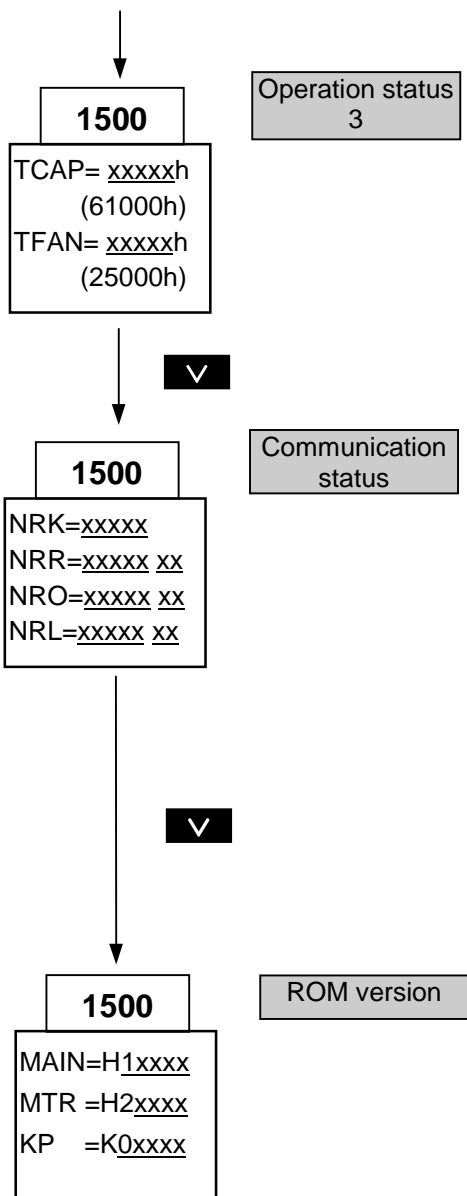 1500
Operation status
3
TCAP= xxxxxh
(61000h)
TFAN= xxxxxh
(25000h)
1500
Communication
status
NRK=xxxxx
NRR=xxxxx xx
NRO=xxxxx xx
NRL=xxxxx xx
1500
ROM version
MAIN=H1xxxx
MTR =H2xxxx
KP =K0xxxx